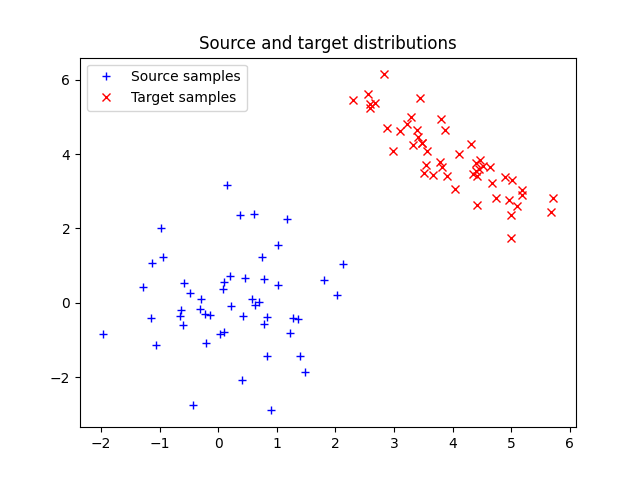 Source and target distributions
Source samples
Target samples
6
4
2
0
−2
−2 −1 0 1 2 3 4 5 6